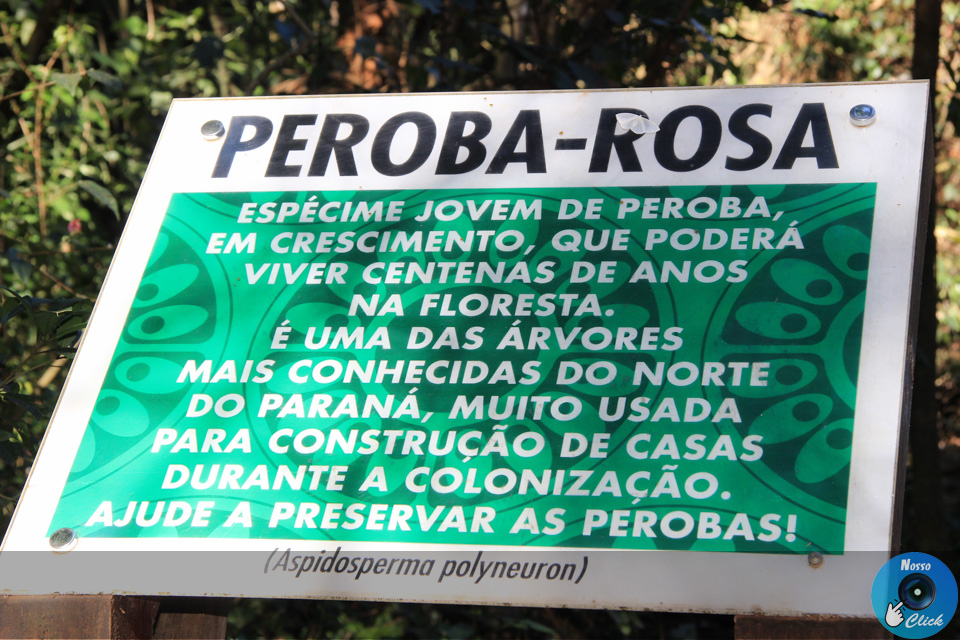 PEROBA-ROSA
ESPÉCIME JOVEM DE PEROBA,
EM CRESCIMENTO, QUE PODERÁ
VIVER CENTENAS DE ANOS
NA FLORESTA.
É UMA DAS ÁRVORES
MAIS CONHECIDAS DO NORTE
DO PARANÁ, MUITO USADA
PARA CONSTRUÇÃO DE CASAS
DURANTE A COLONIZAÇÃO.
AJUDE A PRESERVAR AS PEROBAS!
(Aspidosperma polyneuron)
Nosso
Click